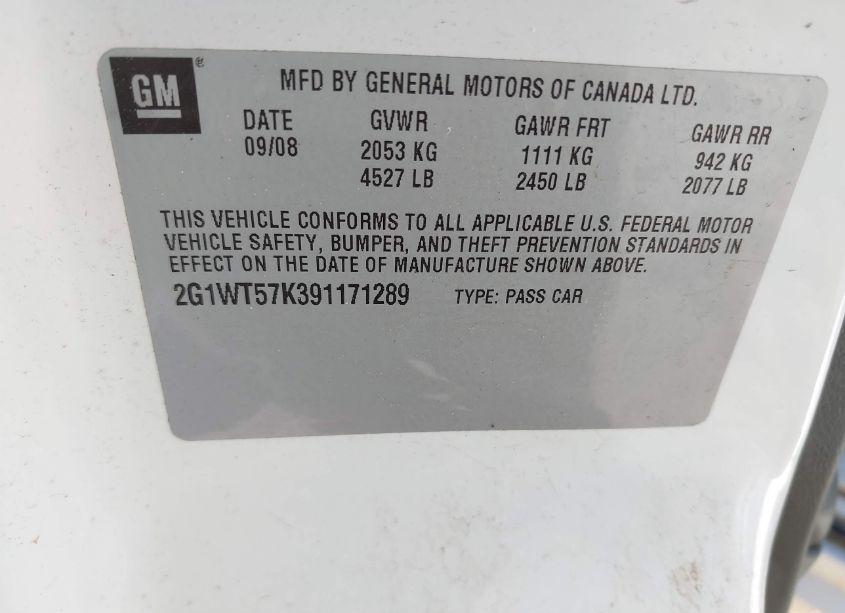 GM ®
MFD BY GENERAL MOTORS OF CANADA LTD.
DATE GVWR GAWR FRT GAWR RR
09/08 2053 KG 1111 KG 942 KG
4527 LB 2450 LB 2077 LB
THIS VEHICLE CONFORMS TO ALL APPLICABLE U.S. FEDERAL MOTOR
VEHICLE SAFETY, BUMPER, AND THEFT PREVENTION STANDARDS IN
EFFECT ON THE DATE OF MANUFACTURE SHOWN ABOVE.
2G1WT57K391171289 TYPE: PASS CAR